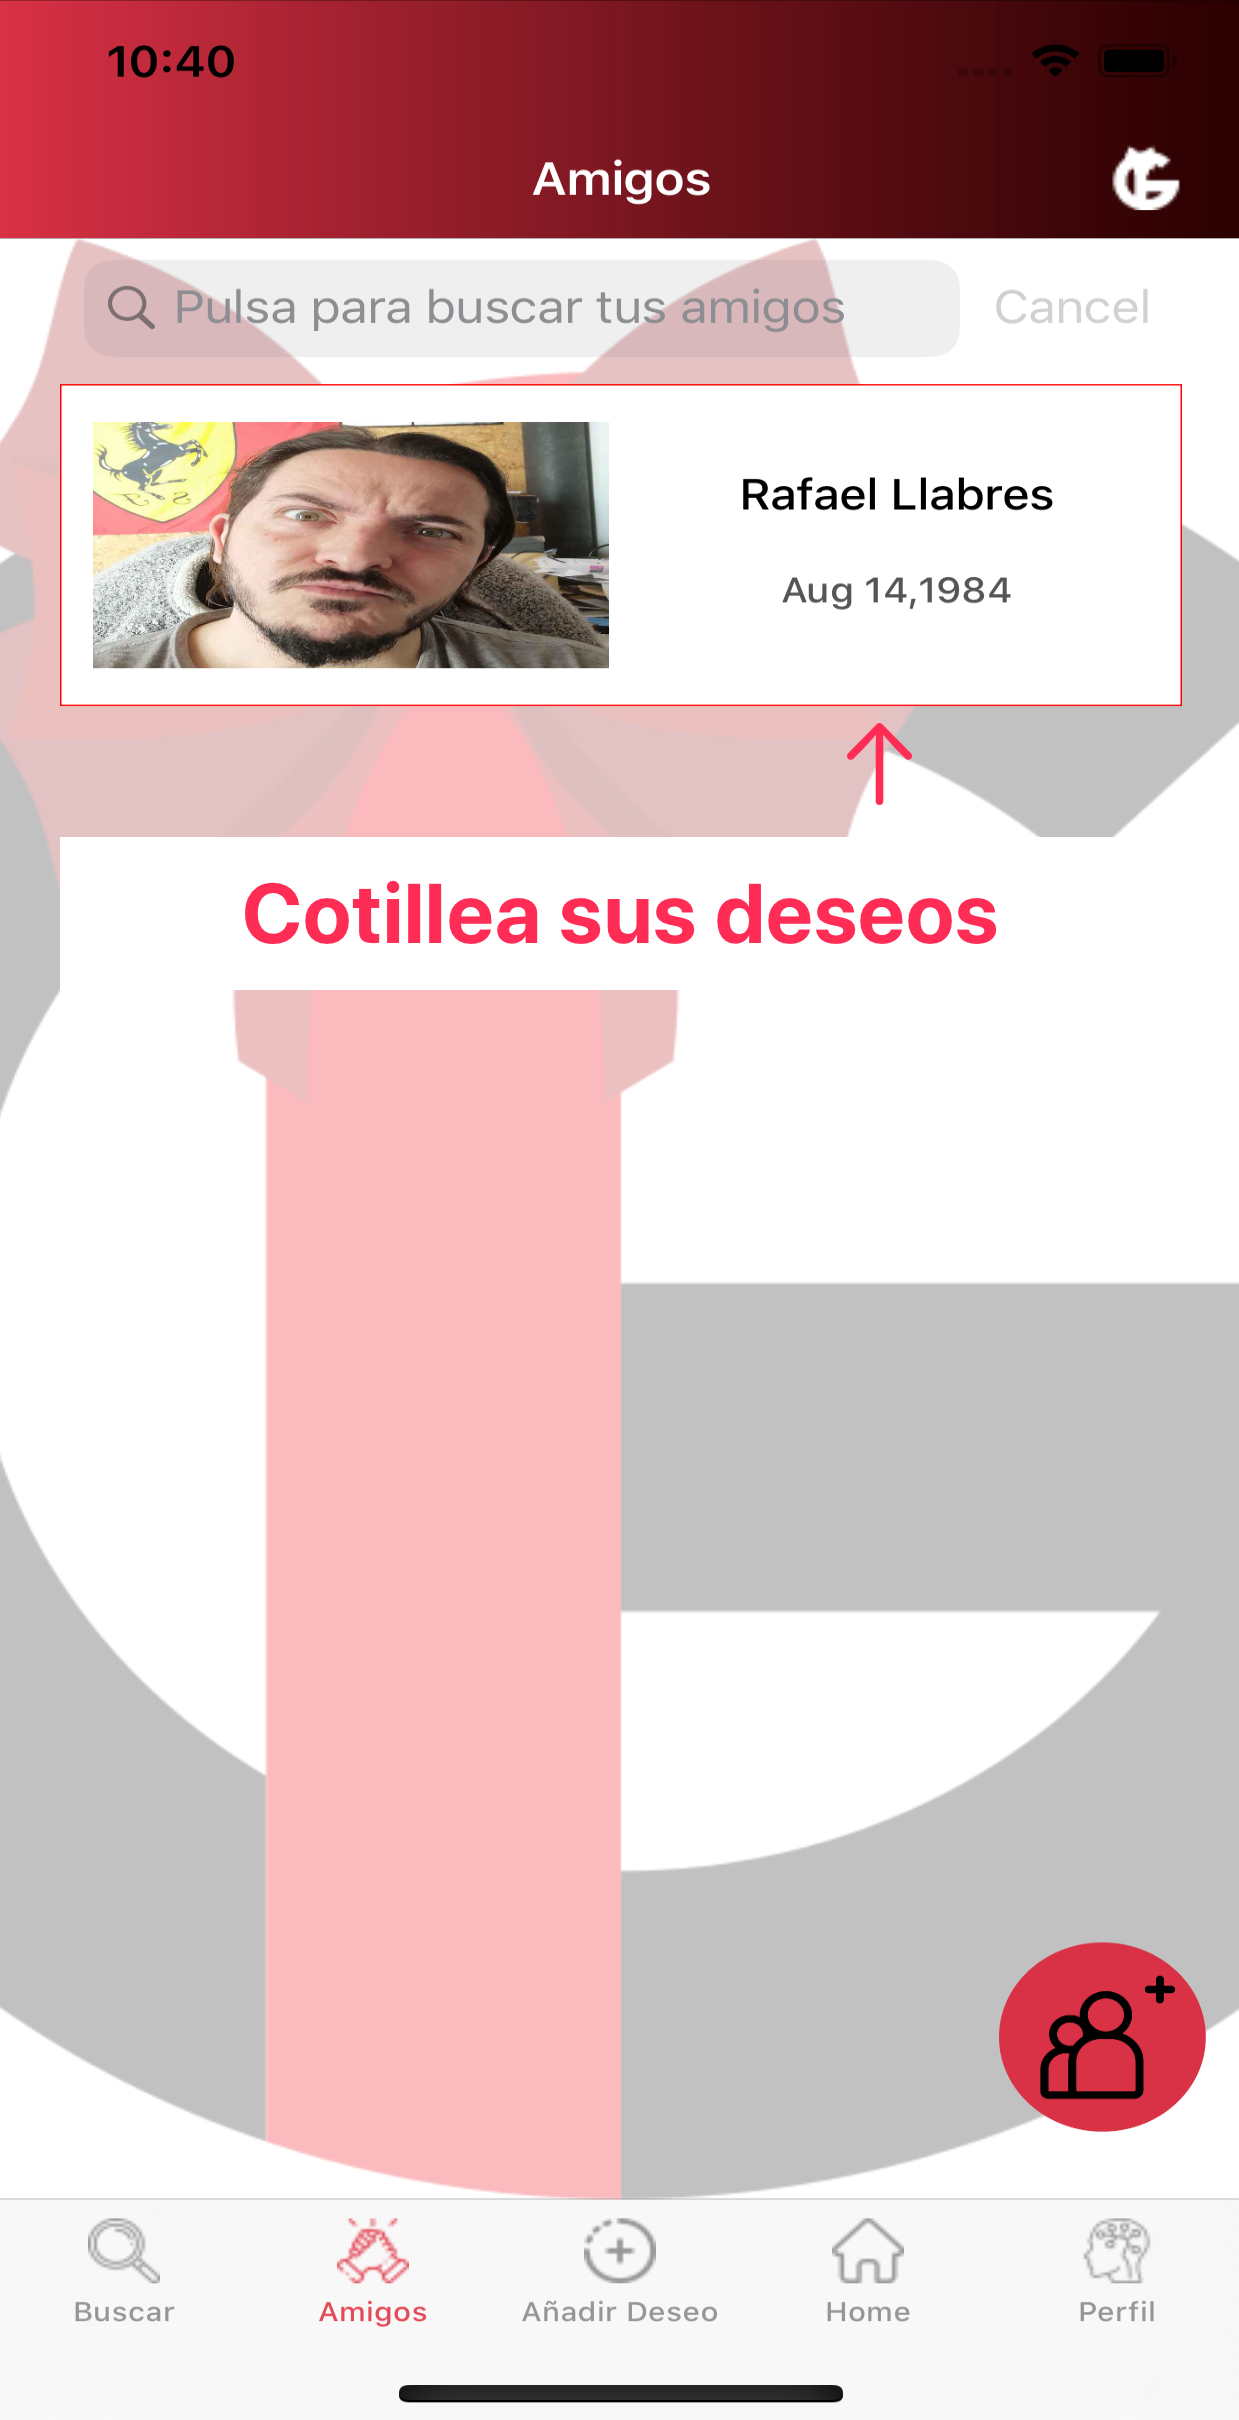 10:40
Amigos
Pulsa para buscar tus amigos
Cancel
Rafael Llabres
Aug 14,1984
Cotillea sus deseos
Buscar
Amigos
Añadir Deseo
Home
Perfil